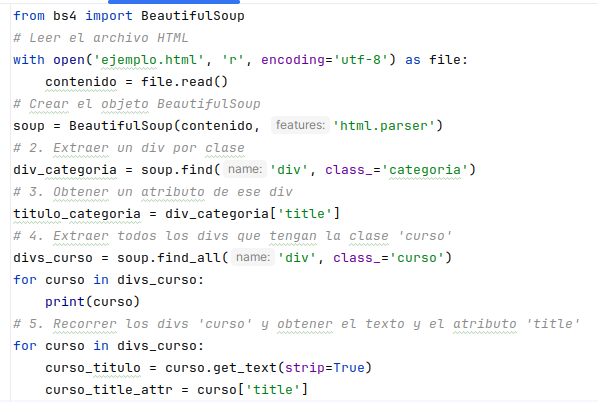 from bs4 import BeautifulSoup
# Leer el archivo HTML
with open('ejemplo.html', 'r', encoding='utf-8') as file:
    contenido = file.read()
# Crear el objeto BeautifulSoup
soup = BeautifulSoup(contenido, features: 'html.parser')
# 2. Extraer un div por clase
div_categoria = soup.find( name: 'div', class_='categoria')
# 3. Obtener un atributo de ese div
titulo_categoria = div_categoria['title']
# 4. Extraer todos los divs que tengan la clase 'curso'
divs_curso = soup.find_all( name: 'div', class_='curso')
for curso in divs_curso:
    print(curso)
# 5. Recorrer los divs 'curso' y obtener el texto y el atributo 'title'
for curso in divs_curso:
    curso_titulo = curso.get_text(strip=True)
    curso_title_attr = curso['title']